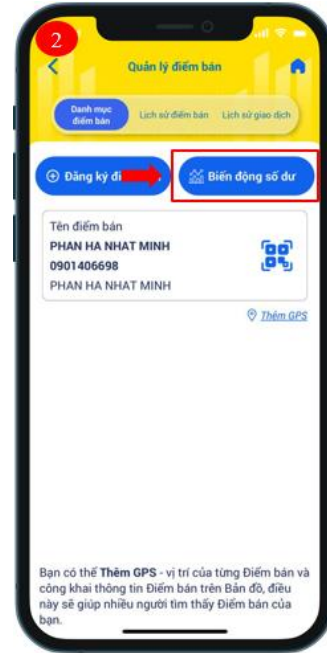 2
Quản lý điểm bán
Danh mục Lịch sử điểm bán Lịch sử giao dịch
điểm bán
Đăng ký đi
Biến động số dư
Tên điểm bán
PHAN HA NHAT MINH
0901406698
PHAN HA NHAT MINH
Thêm GPS
Bạn có thể Thêm GPS - vị trí của từng Điểm bán và
công khai thông tin Điểm bán trên Bản đồ, điều
này sẽ giúp nhiều người tìm thấy Điểm bán của
bạn.